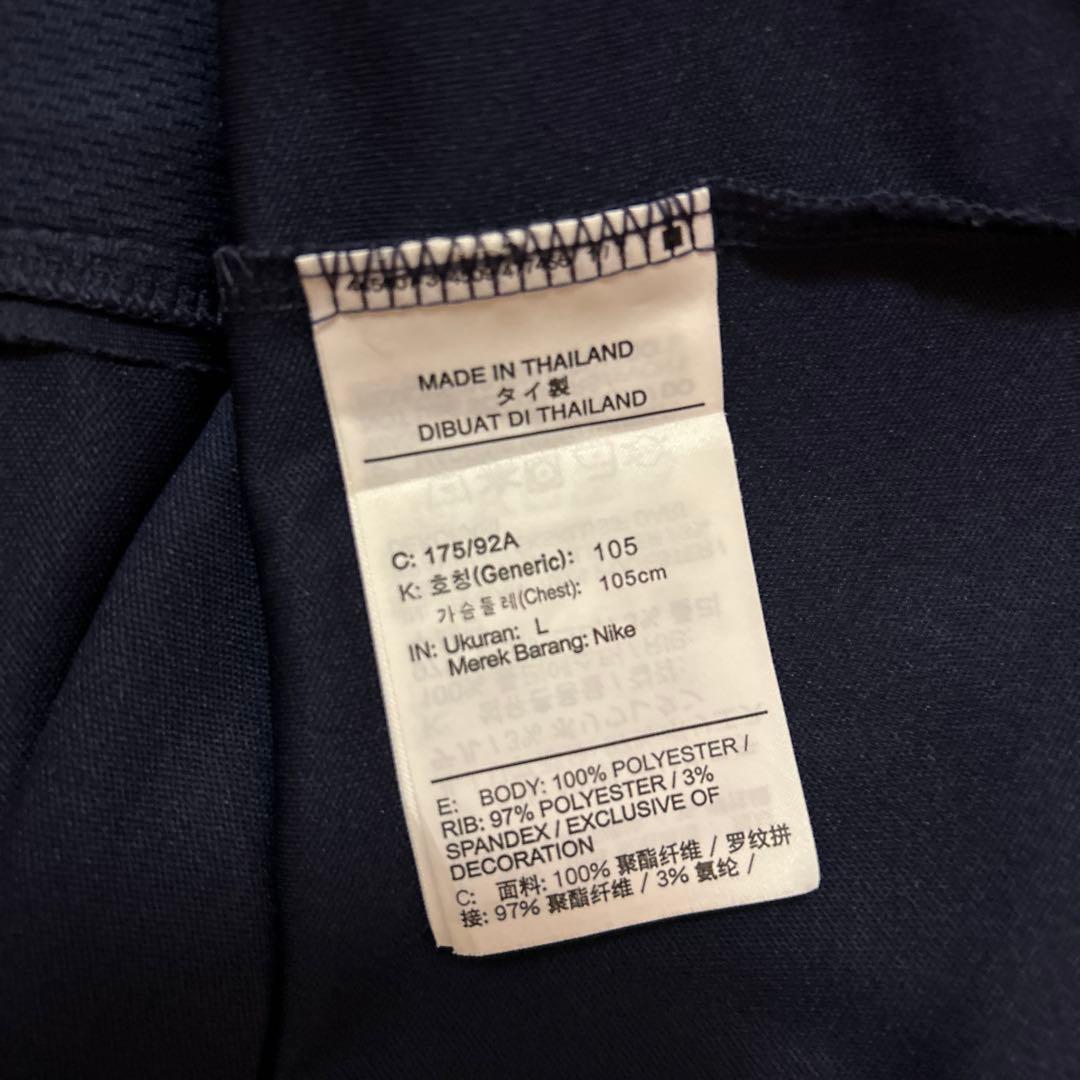 MADE IN THAILAND
タイ製
DIBUAT DI THAILAND
C: 175/92A
K: 호칭(Generic): 105
가슴둘레(Chest): 105cm
IN: Ukuran: L
Merek Barang: Nike
E: BODY: 100% POLYESTER /
RIB: 97% POLYESTER / 3%
SPANDEX / EXCLUSIVE OF
DECORATION
C: 面料: 100% 聚酯纤维 / 罗纹拼
接: 97% 聚酯纤维 / 3% 氨纶 /